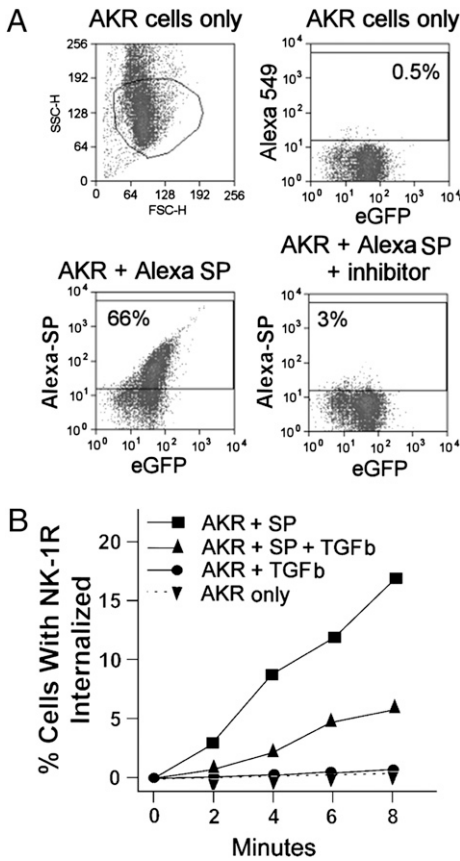 A
AKR cells only
AKR cells only
256
192
128
64
0
SSC-H
0 64 128 192 256
FSC-H
10⁴
10³
10²
10¹
10⁰
Alexa 549
0.5%
10⁰ 10¹ 10² 10³ 10⁴
eGFP
AKR + Alexa SP
AKR + Alexa SP
+ inhibitor
10⁴
10³
10²
10¹
10⁰
Alexa-SP
66%
10⁰ 10¹ 10² 10³ 10⁴
eGFP
10⁴
10³
10²
10¹
10⁰
Alexa-SP
3%
10⁰ 10¹ 10² 10³ 10⁴
eGFP
B
AKR + SP
AKR + SP + TGFb
AKR + TGFb
AKR only
% Cells With NK-1R
Internalized
20
15
10
5
0
0 2 4 6 8
Minutes